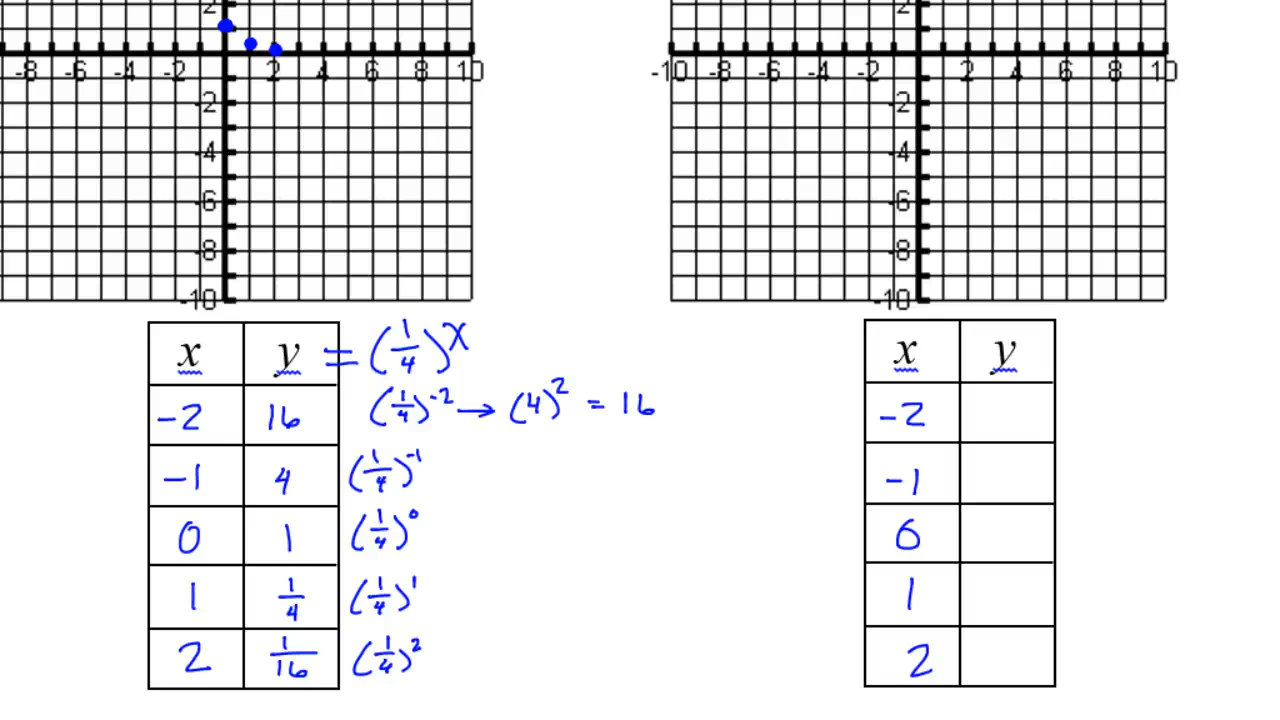 2 2
-8 -6 -4 -2 2 4 6 8 10 -10 -8 -6 -4 -2 2 4 6 8 10
-2 -2
-4 -4
-6 -6
-8 -8
-10 -10
x y = (1/4)^x
-2 16 (1/4)^-2 → (4)^2 = 16
-1 4 (1/4)^-1
0 1 (1/4)^0
1 1/4 (1/4)^1
2 1/16 (1/4)^2
x y
-2
-1
0
1
2